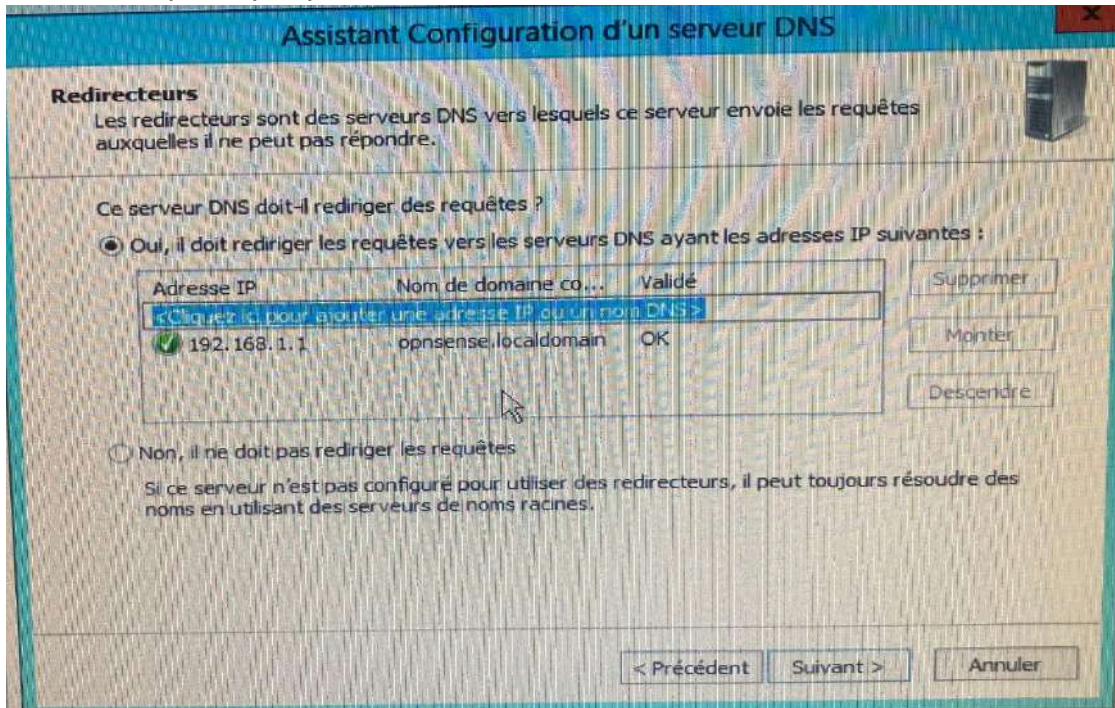 Assistant Configuration d'un serveur DNS
Redirecteurs
Les redirecteurs sont des serveurs DNS vers lesquels ce serveur envoie les requêtes
auxquelles il ne peut pas répondre.
Ce serveur DNS doit-il rediriger des requêtes ?
Oui, il doit rediriger les requêtes vers les serveurs DNS ayant les adresses IP suivantes :
Adresse IP Nom de domaine co... Validé
<Cliquez ici pour ajouter une adresse IP ou un nom DNS>
192.168.1.1 opnsense.localdomain OK
Supprimer
Monter
Descendre
Non, il ne doit pas rediriger les requêtes
Si ce serveur n'est pas configuré pour utiliser des redirecteurs, il peut toujours résoudre des
noms en utilisant des serveurs de noms racines.
< Précédent Suivant > Annuler